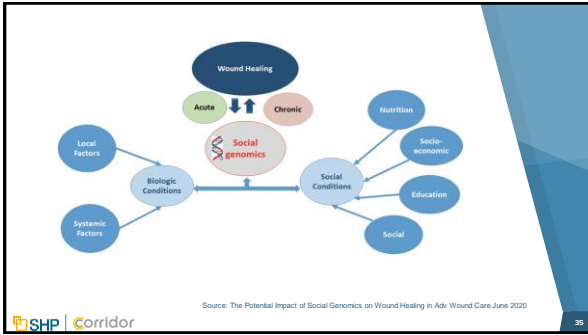 Wound Healing
Acute
Chronic
Social
genomics
Local
Factors
Biologic
Conditions
Systemic
Factors
Social
Conditions
Nutrition
Socio-
economic
Education
Social
Source: The Potential Impact of Social Genomics on Wound Healing in Adv Wound Care June 2020
SHP | Corridor
35